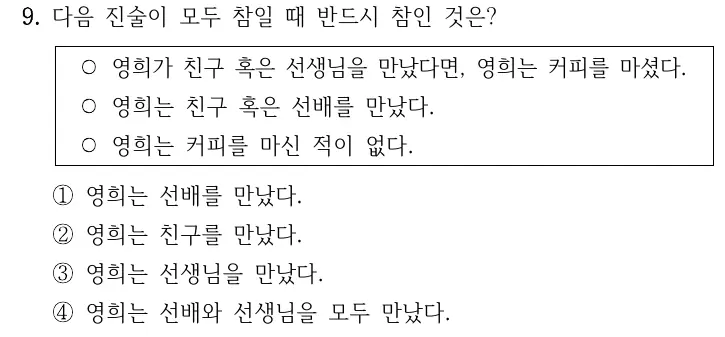 9. 다음 진술이 모두 참일 때 반드시 참인 것은?
○ 영희가 친구 혹은 선생님을 만났다면, 영희는 커피를 마셨다.
○ 영희는 친구 혹은 선배를 만났다.
○ 영희는 커피를 마신 적이 없다.
① 영희는 선배를 만났다.
② 영희는 친구를 만났다.
③ 영희는 선생님을 만났다.
④ 영희는 선배와 선생님을 모두 만났다.